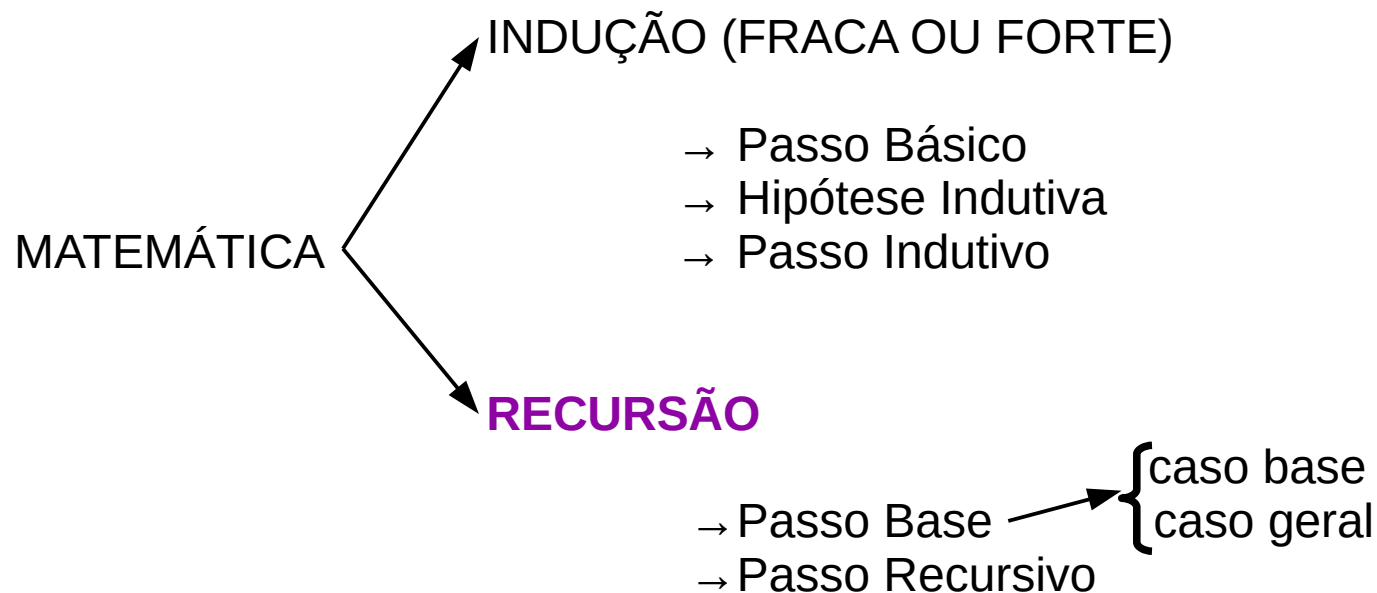 INDUÇÃO (FRACA OU FORTE)
→ Passo Básico
→ Hipótese Indutiva
MATEMÁTICA
→ Passo Indutivo
RECURSÃO
caso base
→Passo Base
caso geral
→Passo Recursivo